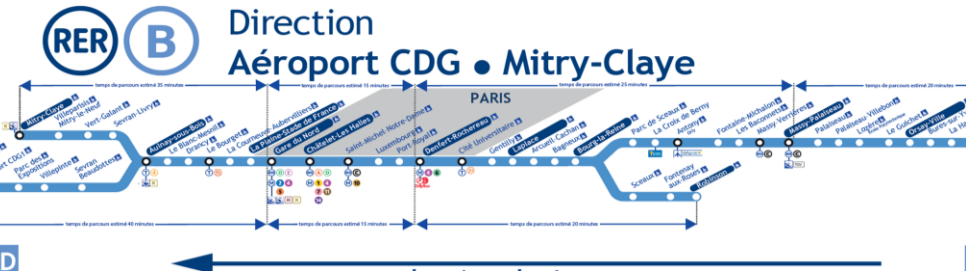 RER B
Direction
Aéroport CDG ● Mitry-Claye
temps de parcours estimé 35 minutes
temps de parcours estimé 15 minutes
temps de parcours estimé 25 minutes
temps de parcours estimé 20 minutes
PARIS
Mitry-Claye
Villeparisis
Mitry-le-Neuf
Vert-Galant
Sevran-Livry
Aulnay-sous-Bois
Le Blanc-Mesnil
Drancy
Le Bourget
La Courneuve-Aubervilliers
La Plaine-Stade de France
Gare du Nord
Châtelet-Les Halles
Saint-Michel Notre-Dame
Luxembourg
Port Royal
Denfert-Rochereau
Cité Universitaire
Gentilly
Laplace
Arcueil-Cachan
Bagneux
Bourg-la-Reine
Parc de Sceaux
La Croix de Berny
Antony
Fontaine-Michalon
Les Baconnets
Massy-Verrières
Massy-Palaiseau
Palaiseau
Palaiseau-Villebon
Lozère
Le Guichet
Orsay-Ville
CDG1
Parc des
Expositions
Villepinte
Sevran
Beaudottes
Sceaux
Fontenay
aux-Roses
Robinson
temps de parcours estimé 40 minutes
temps de parcours estimé 15 minutes
temps de parcours estimé 20 minutes
D